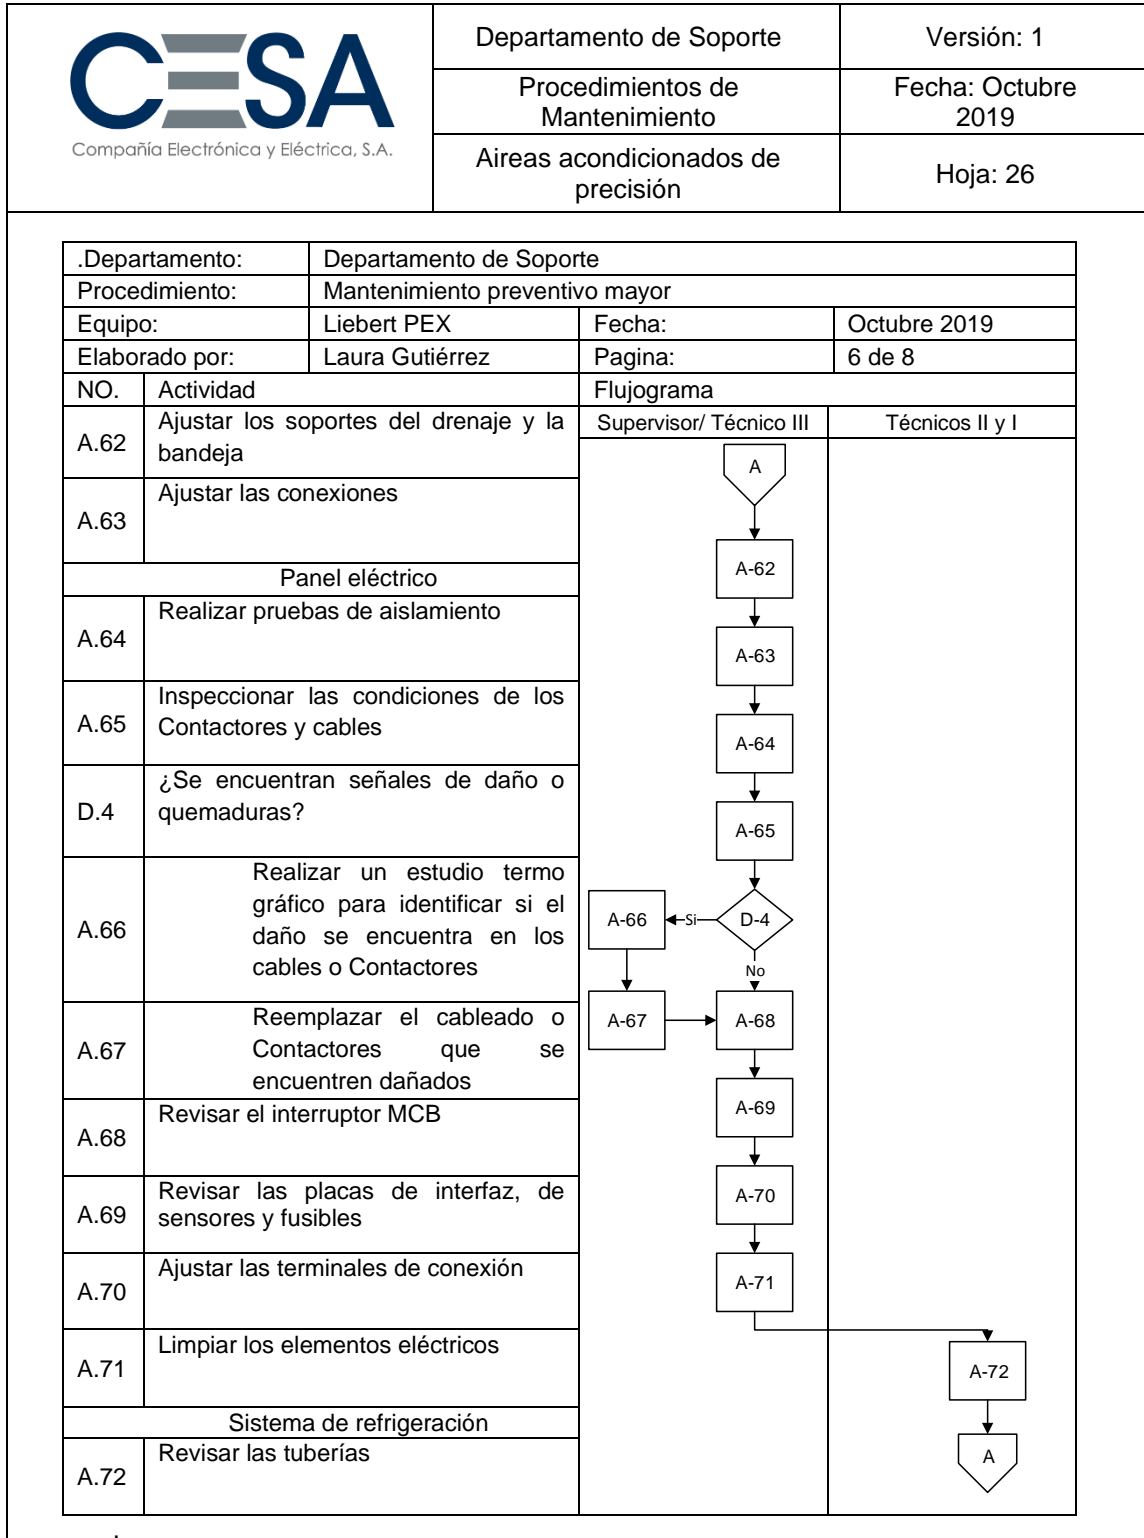 CESA
Compañía Electrónica y Eléctrica, S.A.
Departamento de Soporte
Versión: 1
Procedimientos de
Mantenimiento
Fecha: Octubre
2019
Aireas acondicionados de
precisión
Hoja: 26
.Departamento:
Departamento de Soporte
Procedimiento:
Mantenimiento preventivo mayor
Equipo:
Liebert PEX
Fecha:
Octubre 2019
Elaborado por:
Laura Gutiérrez
Pagina:
6 de 8
NO.
Actividad
Flujograma
Supervisor/ Técnico III
Técnicos II y I
A.62
Ajustar los soportes del drenaje y la
bandeja
A.63
Ajustar las conexiones
Panel eléctrico
A.64
Realizar pruebas de aislamiento
A.65
Inspeccionar las condiciones de los
Contactores y cables
D.4
¿Se encuentran señales de daño o
quemaduras?
A.66
Realizar un estudio termo
gráfico para identificar si el
daño se encuentra en los
cables o Contactores
A.67
Reemplazar el cableado o
Contactores que se
encuentren dañados
A.68
Revisar el interruptor MCB
A.69
Revisar las placas de interfaz, de
sensores y fusibles
A.70
Ajustar las terminales de conexión
A.71
Limpiar los elementos eléctricos
Sistema de refrigeración
A.72
Revisar las tuberías
A
A-62
A-63
A-64
A-65
D-4
Si
A-66
No
A-67
A-68
A-69
A-70
A-71
A-72
A
.